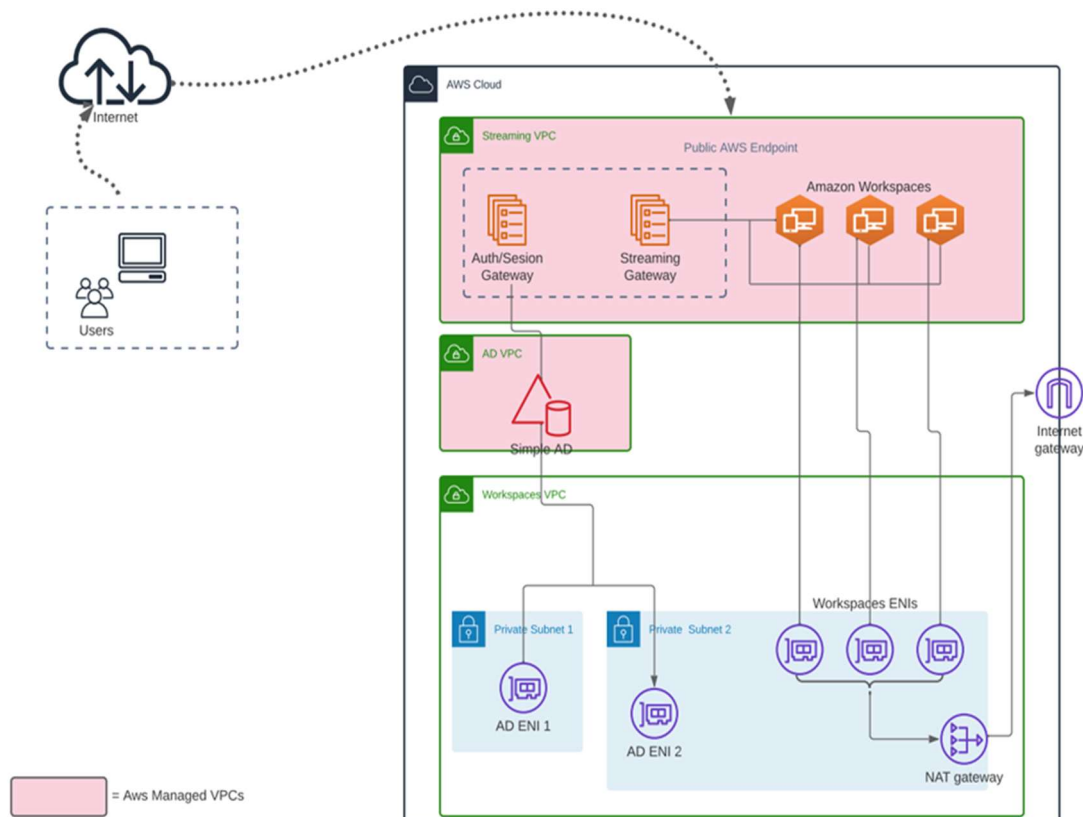 Internet
Users
AWS Cloud
Streaming VPC
Public AWS Endpoint
Amazon Workspaces
Auth/Sesion
Gateway
Streaming
Gateway
AD VPC
Simple AD
Internet
gateway
Workspaces VPC
Workspaces ENIs
Private Subnet 1
Private Subnet 2
AD ENI 1
AD ENI 2
NAT gateway
= Aws Managed VPCs